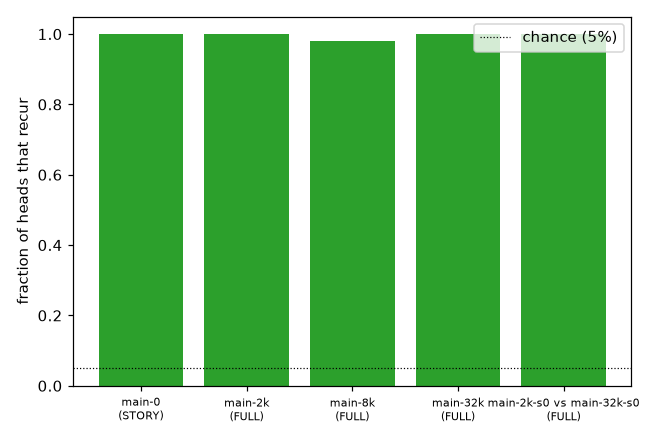 chance (5%)
fraction of heads that recur
1.0
0.8
0.6
0.4
0.2
0.0
main-0
(STORY)
main-2k
(FULL)
main-8k
(FULL)
main-32k
(FULL)
main-2k-s0 vs main-32k-s0
(FULL)